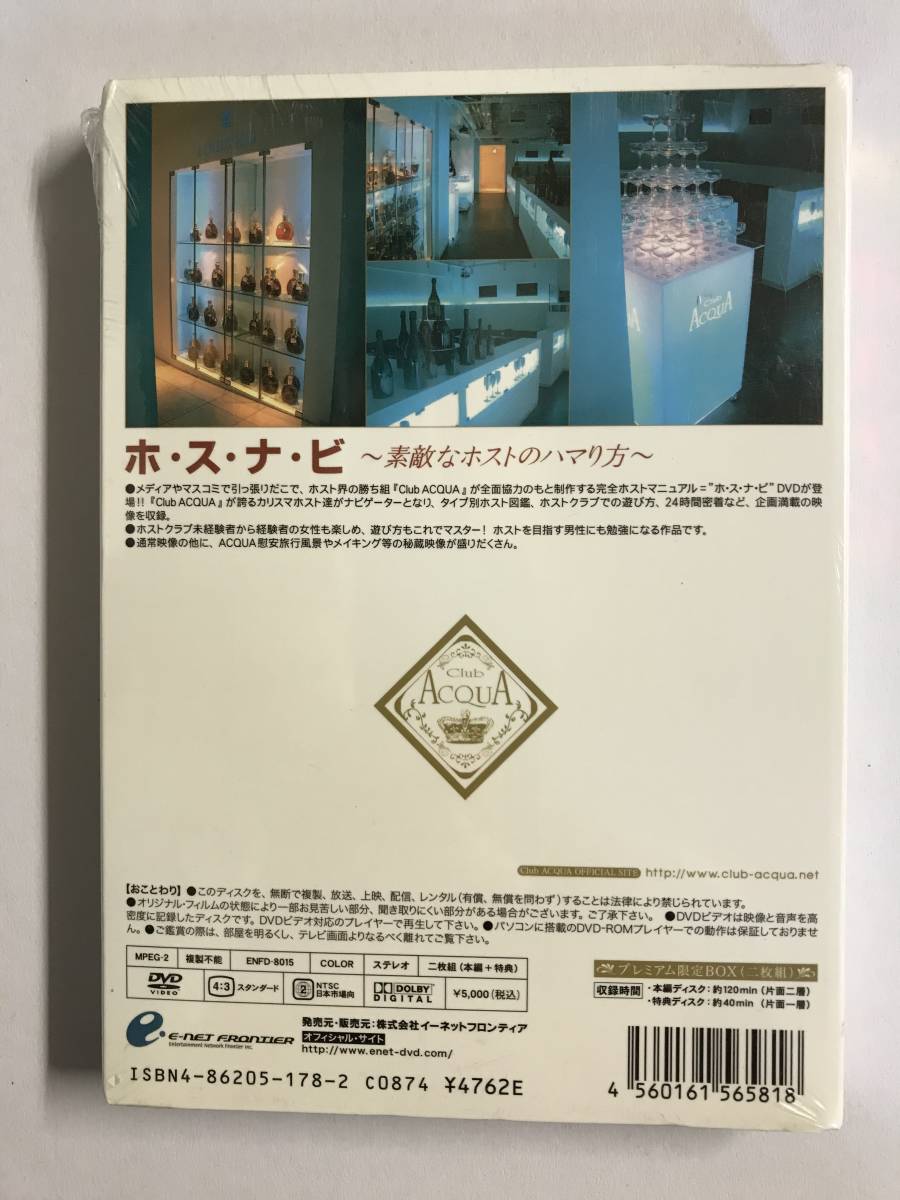 Club
ACQUA
ホ・ス・ナ・ビ ～素敵なホストのハマり方～
●メディアやマスコミで引っ張りだこで、ホスト界の勝ち組『Club ACQUA』が全面協力のもと制作する完全ホストマニュアル="ホ・ス・ナ・ビ" DVDが登
場!!『Club ACQUA』が誇るカリスマホスト達がナビゲーターとなり、タイプ別ホスト図鑑、ホストクラブでの遊び方、24時間密着など、企画満載の映
像を収録。
●ホストクラブ未経験者から経験者の女性も楽しめ、遊び方もこれでマスター! ホストを目指す男性にも勉強になる作品です。
●通常映像の他に、ACQUA慰安旅行風景やメイキング等の秘蔵映像が盛りだくさん。
Club
ACQUA
Club ACQUA OFFICIAL SITE http://www.club-acqua.net
【おことわり】●このディスクを、無断で複製、放送、上映、配信、レンタル(有償、無償を問わず)することは法律により禁じられています。
●オリジナル・フィルムの状態により一部お見苦しい部分、聞き取りにくい部分がある場合がございます。ご了承下さい。 ●DVDビデオは映像と音声を高
密度に記録したディスクです。DVDビデオ対応のプレイヤーで再生して下さい。●パソコンに搭載のDVD-ROMプレイヤーでの動作は保証しておりませ
ん。●ご鑑賞の際は、部屋を明るくし、テレビ画面よりなるべく離れてご覧下さい。
MPEG-2 複製不能 ENFD-8015 COLOR ステレオ 二枚組(本編+特典)
DVD VIDEO 4:3 スタンダード 2 NTSC 日本市場向 DOLBY DIGITAL ¥5,000(税込)
プレミアム限定BOX(二枚組)
収録時間 ・本編ディスク:約120min(片面二層)
・特典ディスク:約40min(片面一層)
e-NET FRONTIER
Entertainment Network Frontier Inc.
発売元・販売元:株式会社イーネットフロンティア
オフィシャル・サイト
http://www.enet-dvd.com/
ISBN4-86205-178-2 C0874 ¥4762E
4 560161 565818